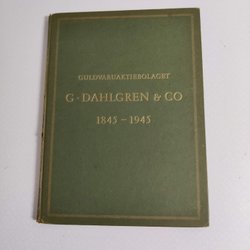 GULDVARUAKTIEBOLAGET
G · DAHLGREN & CO
1845 – 1945